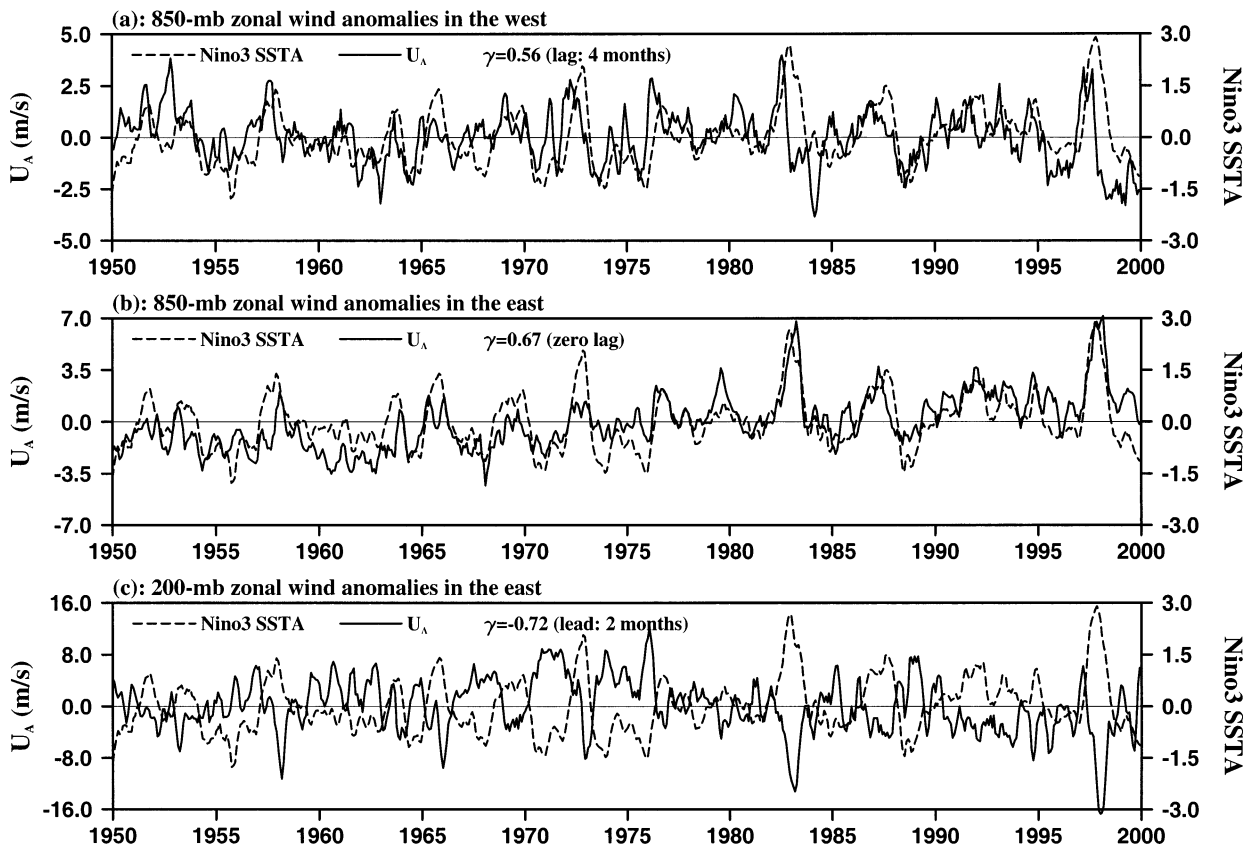 (a): 850-mb zonal wind anomalies in the west
5.0 3.0
Nino3 SSTA U_A γ=0.56 (lag: 4 months)
2.5 1.5
0.0 0.0
-2.5 -1.5
-5.0 -3.0
U_A (m/s)
Nino3 SSTA
1950 1955 1960 1965 1970 1975 1980 1985 1990 1995 2000
(b): 850-mb zonal wind anomalies in the east
7.0 3.0
Nino3 SSTA U_A γ=0.67 (zero lag)
3.5 1.5
0.0 0.0
-3.5 -1.5
-7.0 -3.0
U_A (m/s)
Nino3 SSTA
1950 1955 1960 1965 1970 1975 1980 1985 1990 1995 2000
(c): 200-mb zonal wind anomalies in the east
16.0 3.0
Nino3 SSTA U_A γ=-0.72 (lead: 2 months)
8.0 1.5
0.0 0.0
-8.0 -1.5
-16.0 -3.0
U_A (m/s)
Nino3 SSTA
1950 1955 1960 1965 1970 1975 1980 1985 1990 1995 2000